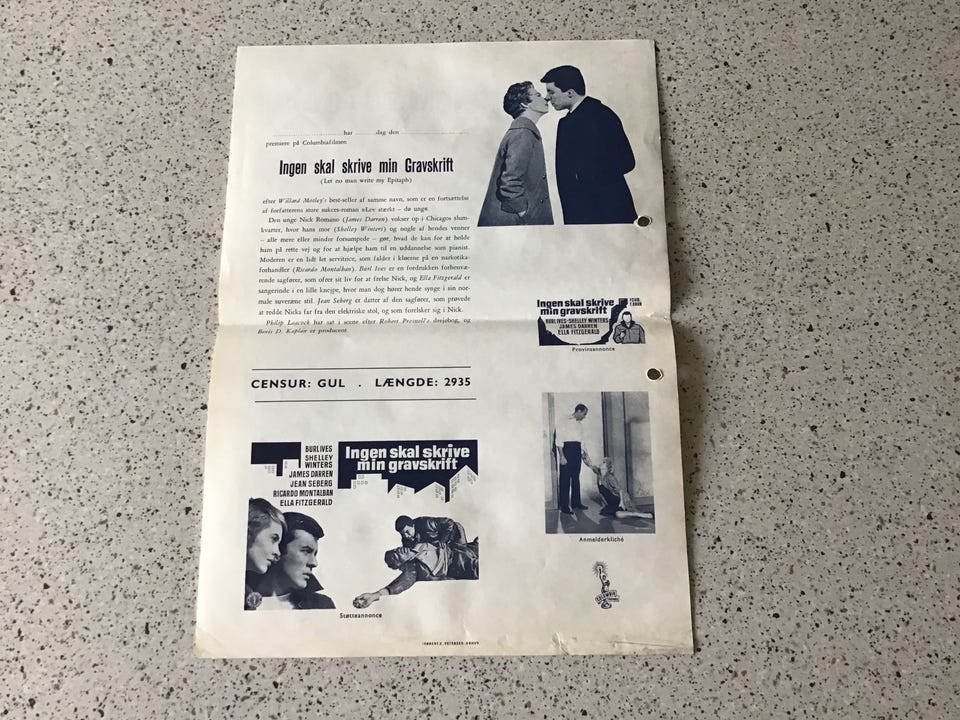 har dag den
premiere på Columbiafilmen
Ingen skal skrive min Gravskrift
(Let no man write my Epitaph)
efter Willard Motley's best-seller af samme navn, som er en fortsættelse
af forfatterens store sukces-roman »Lev stærkt – dø ung«.
Den unge Nick Romano (James Darren) vokser op i Chicagos slum-
kvarter, hvor hans mor (Shelley Winters) og nogle af hendes venner
– alle mere eller mindre forsumpede – gør, hvad de kan for at holde
ham på rette vej og for at hjælpe ham til en uddannelse som pianist.
Moderen er en lidt let servitrice, som falder i kløerne på en narkotika-
forhandler (Ricardo Montalban). Burl Ives er en fordrukken forhenvæ-
rende sagfører, som ofrer sit liv for at frelse Nick, og Ella Fitzgerald er
sangerinde i en lille knejpe, hvor man dog hører hende synge i sin nor-
male suveræne stil. Jean Seberg er datter af den sagfører, som prøvede
at redde Nicks far fra den elektriske stol, og som forelsker sig i Nick.
Philip Leacock har sat i scene efter Robert Presnell's drejebog, og
Boris D. Kaplan er producent.
CENSUR: GUL . LÆNGDE: 2935
BURL IVES
SHELLEY
WINTERS
JAMES DARREN
JEAN SEBERG
RICARDO MONTALBAN
ELLA FITZGERALD
Ingen skal skrive
min gravskrift
Støtteannonce
Ingen skal skrive
min gravskrift
BURL IVES·SHELLEY WINTERS
JAMES DARREN
ELLA FITZGERALD
Provinsannonce
Anmelderkliché
COLUMBIA